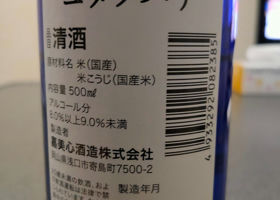 品目 清酒
原材料名 米(国産)
米こうじ(国産米)
内容量 500㎖
アルコール分
8.0%以上9.0%未満
製造者
嘉美心酒造株式会社
岡山県浅口市寄島町7500-2
製造年月
4933292082385